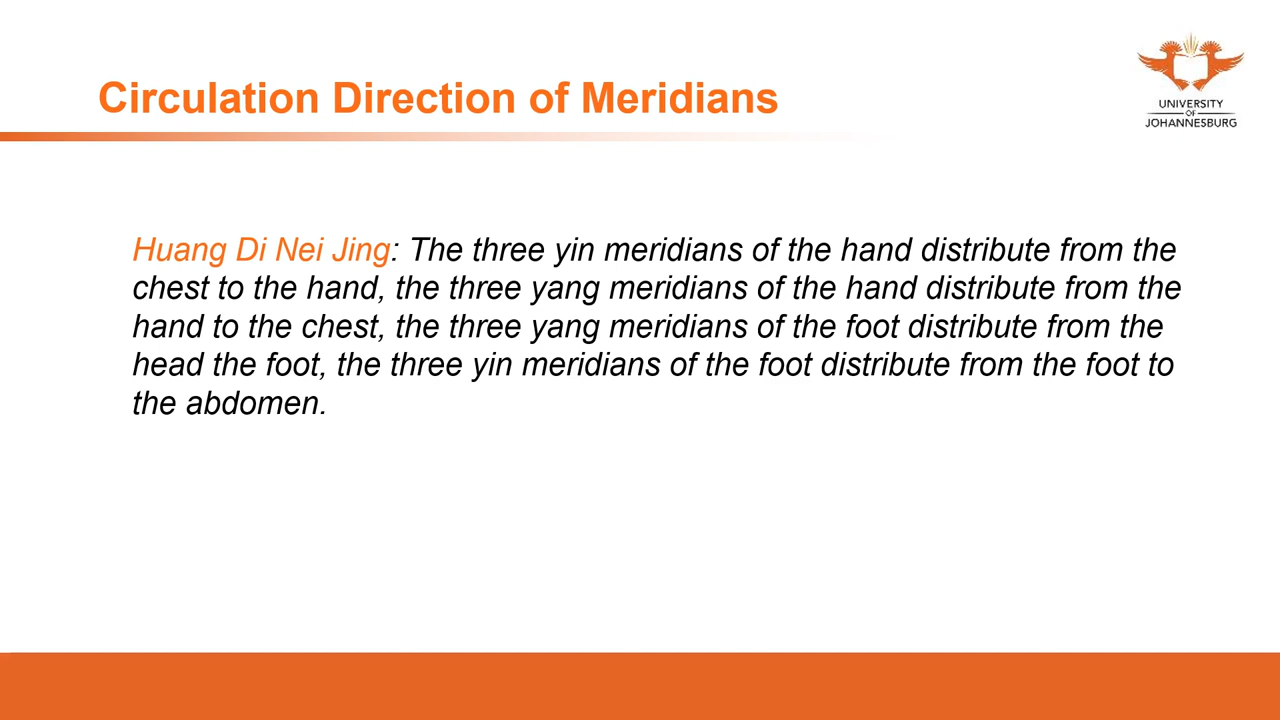 Circulation Direction of Meridians
UNIVERSITY
OF
JOHANNESBURG
Huang Di Nei Jing: The three yin meridians of the hand distribute from the
chest to the hand, the three yang meridians of the hand distribute from the
hand to the chest, the three yang meridians of the foot distribute from the
head the foot, the three yin meridians of the foot distribute from the foot to
the abdomen.